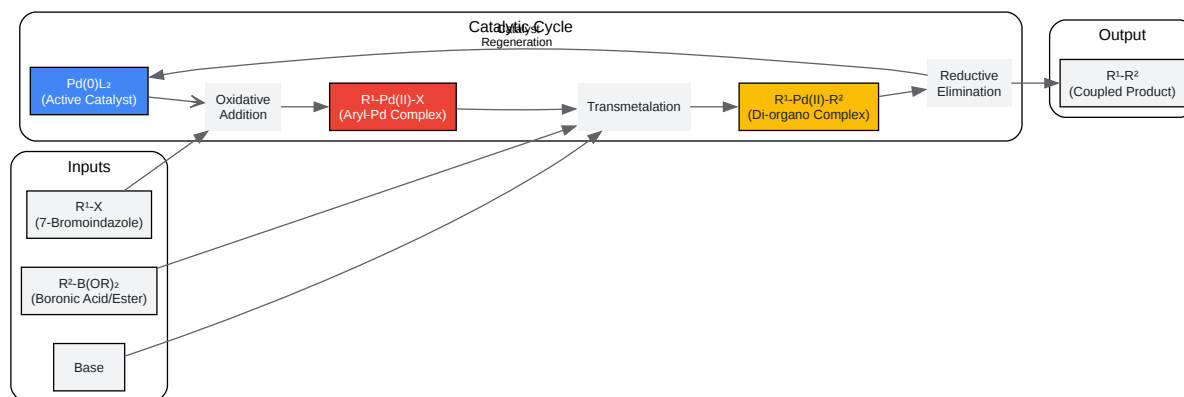 Catalytic Cycle
Catalyst
Regeneration
Pd(0)L₂
(Active Catalyst)
Oxidative
Addition
R¹-Pd(II)-X
(Aryl-Pd Complex)
Transmetalation
R¹-Pd(II)-R²
(Di-organo Complex)
Reductive
Elimination
Output
R¹-R²
(Coupled Product)
Inputs
R¹-X
(7-Bromoindazole)
R²-B(OR)₂
(Boronic Acid/Ester)
Base